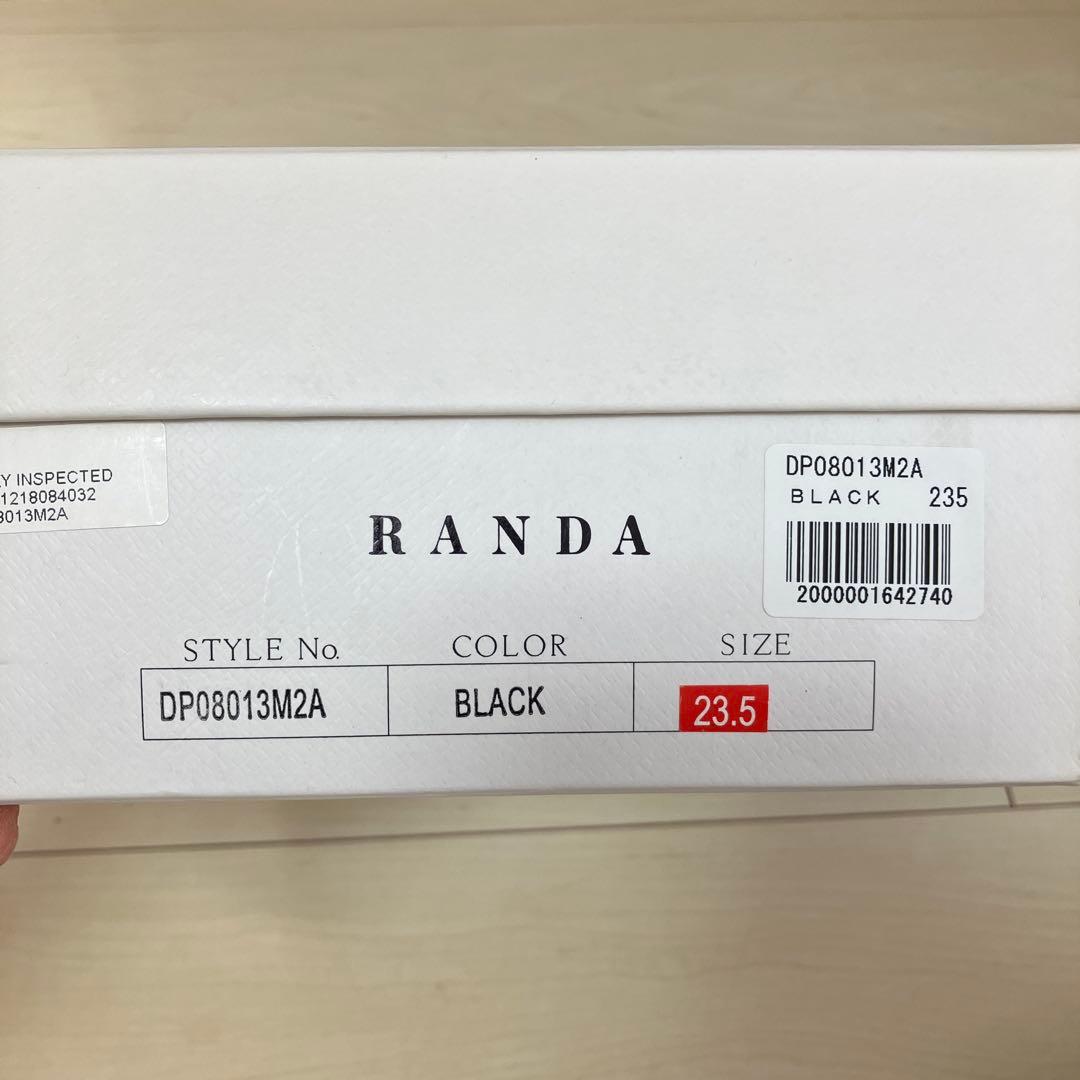 Y INSPECTED
1218084032
8013M2A
RANDA
DP08013M2A
BLACK 235
2000001642740
STYLE No. COLOR SIZE
DP08013M2A BLACK 23.5